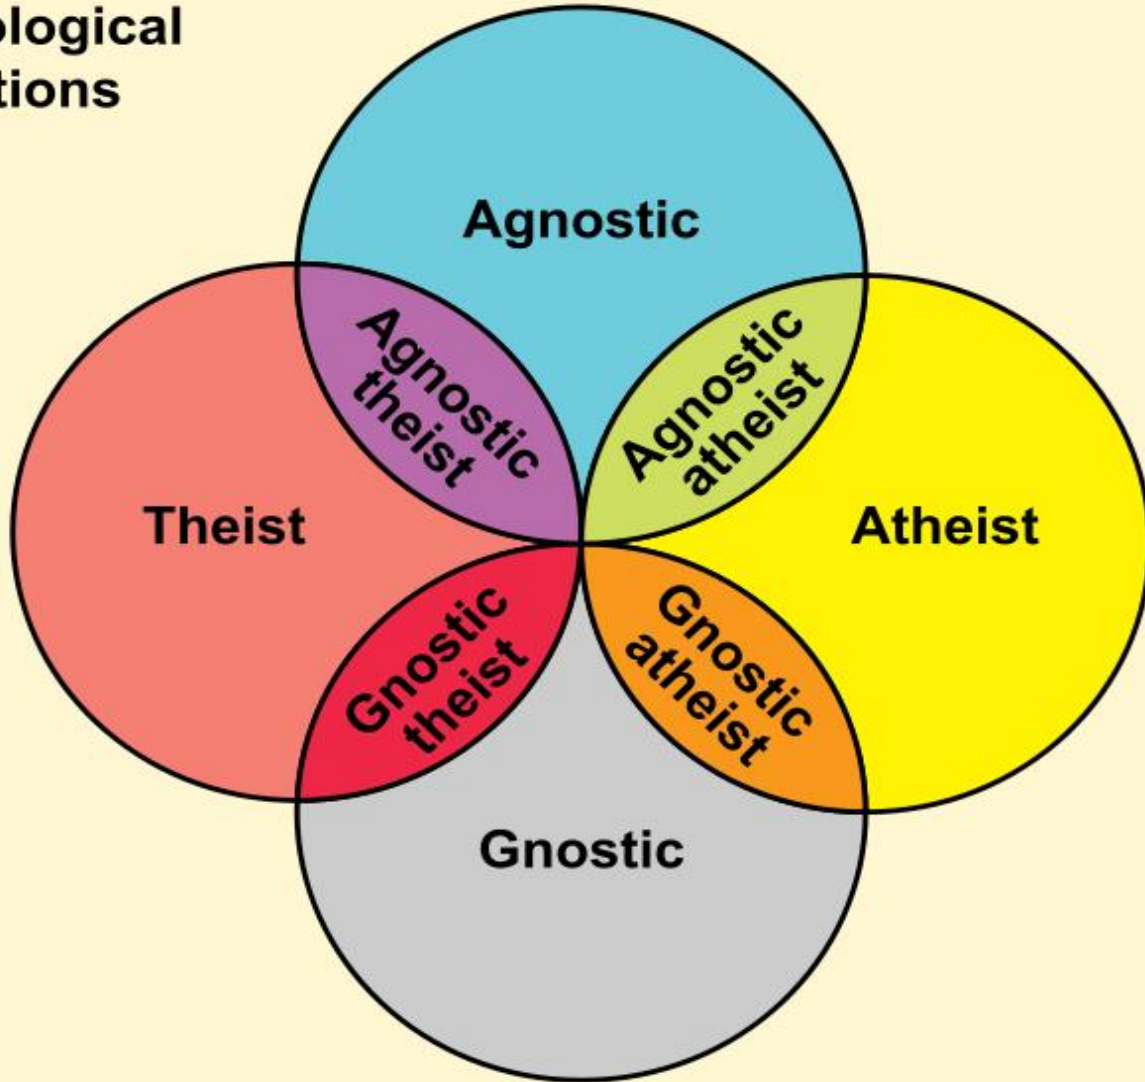 ological
tions
Agnostic
Agnostic
theist
Agnostic
atheist
Theist
Atheist
Gnostic
theist
Gnostic
atheist
Gnostic